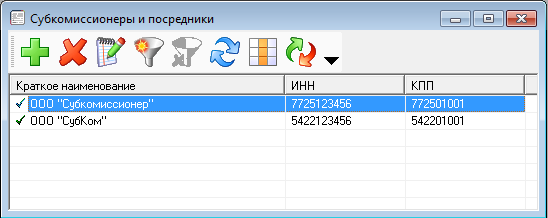 Субкомиссионеры и посредники
Краткое наименование ИНН КПП
ООО "Субкомиссионер" 7725123456 772501001
ООО "СубКом" 5422123456 542201001